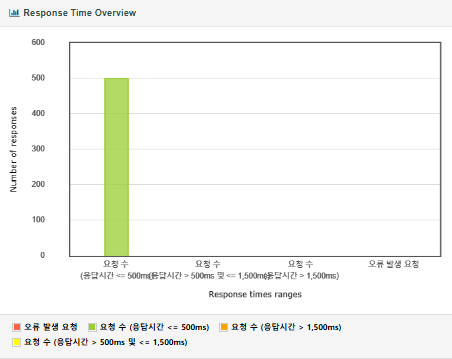 Response Time Overview
600
500
400
300
200
100
0
Number of responses
요청 수
(응답시간 <= 500ms)
요청 수
(응답시간 > 500ms 및 <= 1,500ms)
요청 수
(응답시간 > 1,500ms)
오류 발생 요청
Response times ranges
오류 발생 요청 요청 수 (응답시간 <= 500ms) 요청 수 (응답시간 > 1,500ms)
요청 수 (응답시간 > 500ms 및 <= 1,500ms)